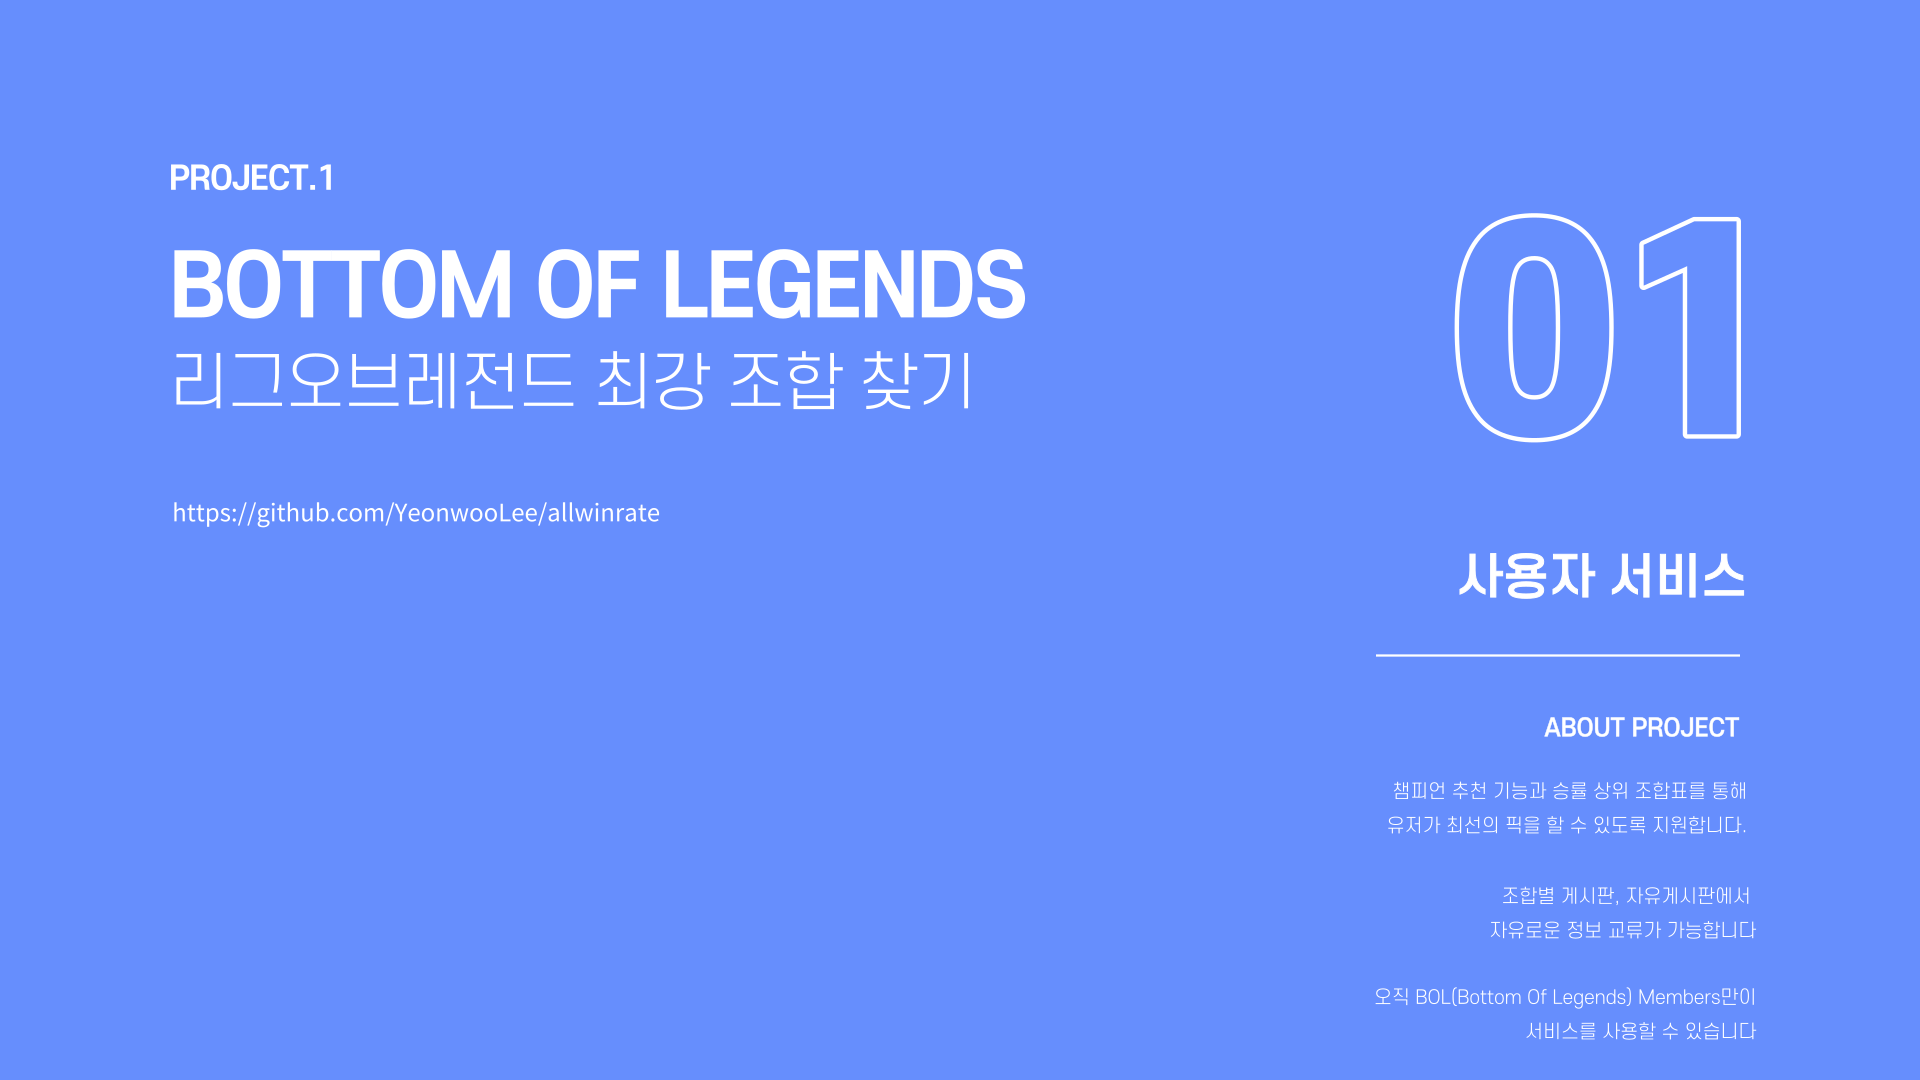 PROJECT.1
BOTTOM OF LEGENDS
리그오브레전드 최강 조합 찾기
https://github.com/YeonwooLee/allwinrate
01
사용자 서비스
ABOUT PROJECT
챔피언 추천 기능과 승률 상위 조합표를 통해
유저가 최선의 픽을 할 수 있도록 지원합니다.
조합별 게시판, 자유게시판에서
자유로운 정보 교류가 가능합니다
오직 BOL(Bottom Of Legends) Members만이
서비스를 사용할 수 있습니다